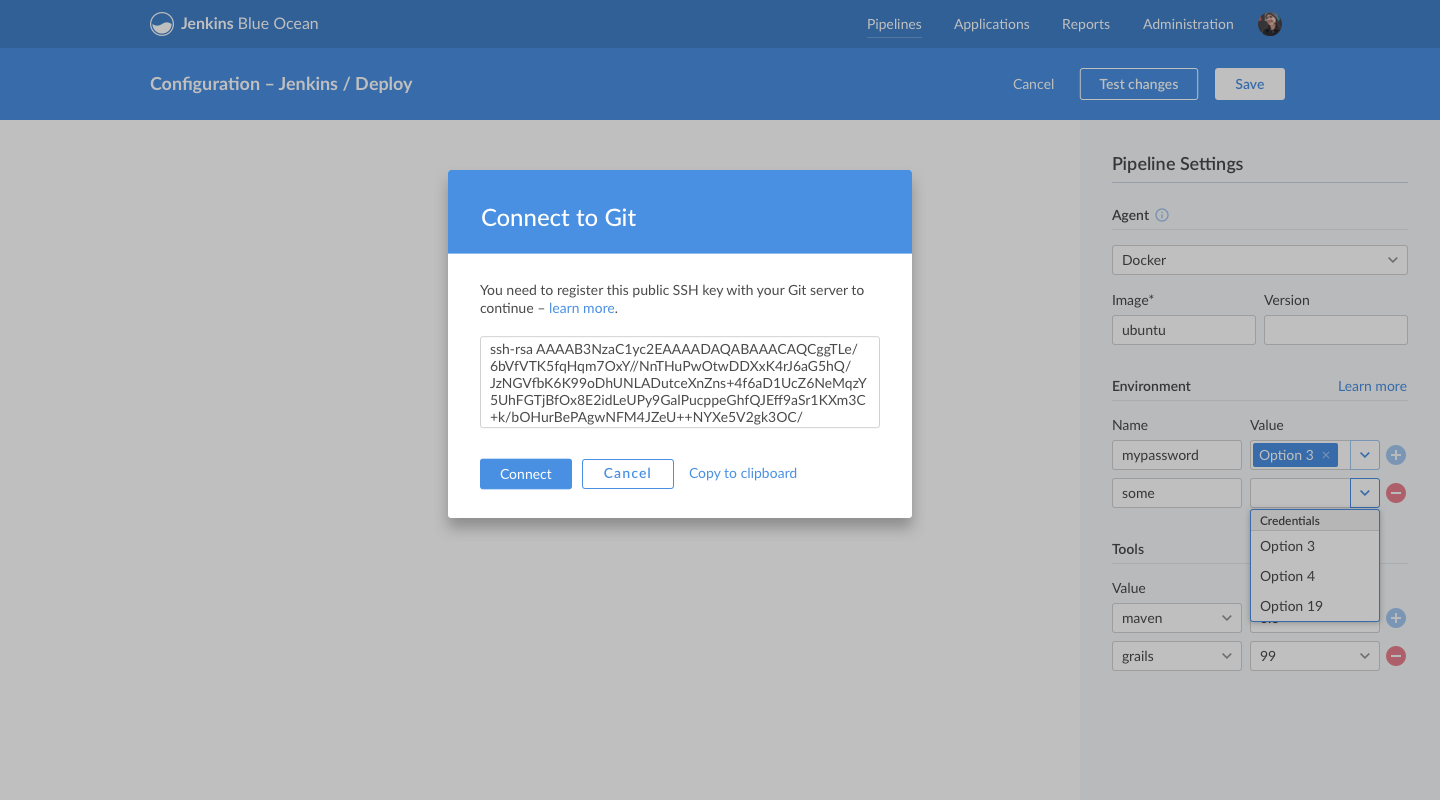 Jenkins Blue Ocean
Pipelines Applications Reports Administration
Configuration – Jenkins / Deploy
Cancel Test changes Save
Connect to Git
You need to register this public SSH key with your Git server to
continue – learn more.
ssh-rsa AAAAB3NzaC1yc2EAAAADAQABAAACAQCggTLe/
6bVfVTK5fqHqm7OxY//NnTHuPwOtwDDXxK4rJ6aG5hQ/
JzNGVfbK6K99oDhUNLADutceXnZns+4f6aD1UcZ6NeMqzY
5UhFGTjBfOx8E2idLeUPy9GalPucppeGhfQJEff9aSr1KXm3C
+k/bOHurBePAgwNFM4JZeU++NYXe5V2gk3OC/
Connect Cancel Copy to clipboard
Pipeline Settings
Agent
Docker
Image* Version
ubuntu
Environment Learn more
Name Value
mypassword Option 3
some
Credentials
Option 3
Option 4
Option 19
Tools
Value
maven
grails 99